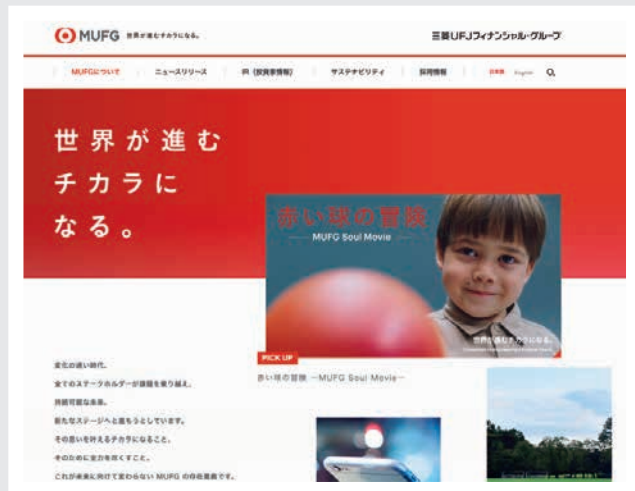 MUFG 世界が進むチカラになる。
三菱UFJフィナンシャル・グループ
MUFGについて ニュースリリース IR(投資家情報) サステナビリティ 採用情報 日本語 English
世界が進む
チカラに
なる。
赤い球の冒険
MUFG Soul Movie
世界が進むチカラになる。
PICK UP
赤い球の冒険 ーMUFG Soul Movieー
変化の速い時代。
全てのステークホルダーが課題を乗り越え、
持続可能な未来、
新たなステージへと進もうとしています。
その思いを叶えるチカラになること。
そのために全力を尽くすこと。
これが未来に向けて変わらない MUFG の存在意義です。